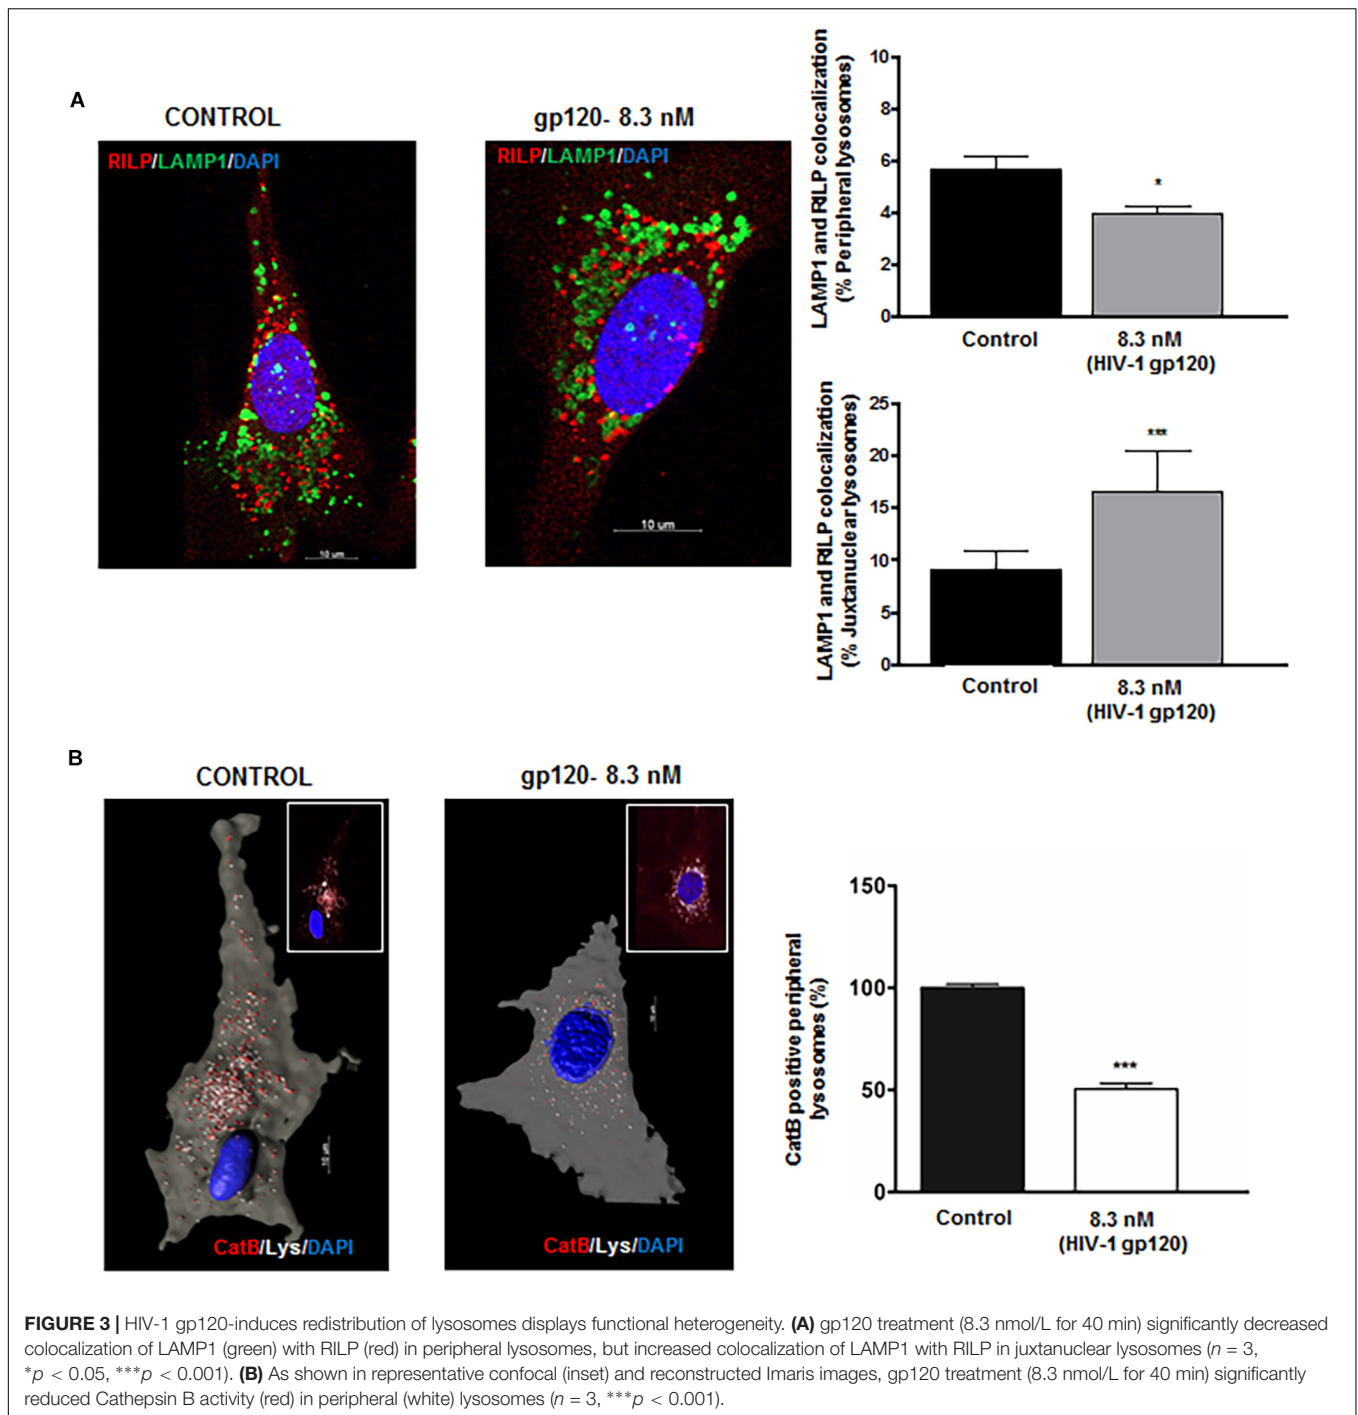 A
CONTROL
RILP/LAMP1/DAPI
10 um
gp120- 8.3 nM
RILP/LAMP1/DAPI
10 um
LAMP1 and RILP colocalization
(% Peripheral lysosomes)
10
8
6
4
2
0
*
Control
8.3 nM
(HIV-1 gp120)
LAMP1 and RILP colocalization
(% Juxtanuclear lysosomes)
25
20
15
10
5
0
***
Control
8.3 nM
(HIV-1 gp120)
B
CONTROL
CatB/Lys/DAPI
gp120- 8.3 nM
CatB/Lys/DAPI
CatB positive peripheral
lysosomes (%)
150
100
50
0
***
Control
8.3 nM
(HIV-1 gp120)
FIGURE 3 | HIV-1 gp120-induces redistribution of lysosomes displays functional heterogeneity. (A) gp120 treatment (8.3 nmol/L for 40 min) significantly decreased
colocalization of LAMP1 (green) with RILP (red) in peripheral lysosomes, but increased colocalization of LAMP1 with RILP in juxtanuclear lysosomes (n = 3,
*p < 0.05, ***p < 0.001). (B) As shown in representative confocal (inset) and reconstructed Imaris images, gp120 treatment (8.3 nmol/L for 40 min) significantly
reduced Cathepsin B activity (red) in peripheral (white) lysosomes (n = 3, ***p < 0.001).